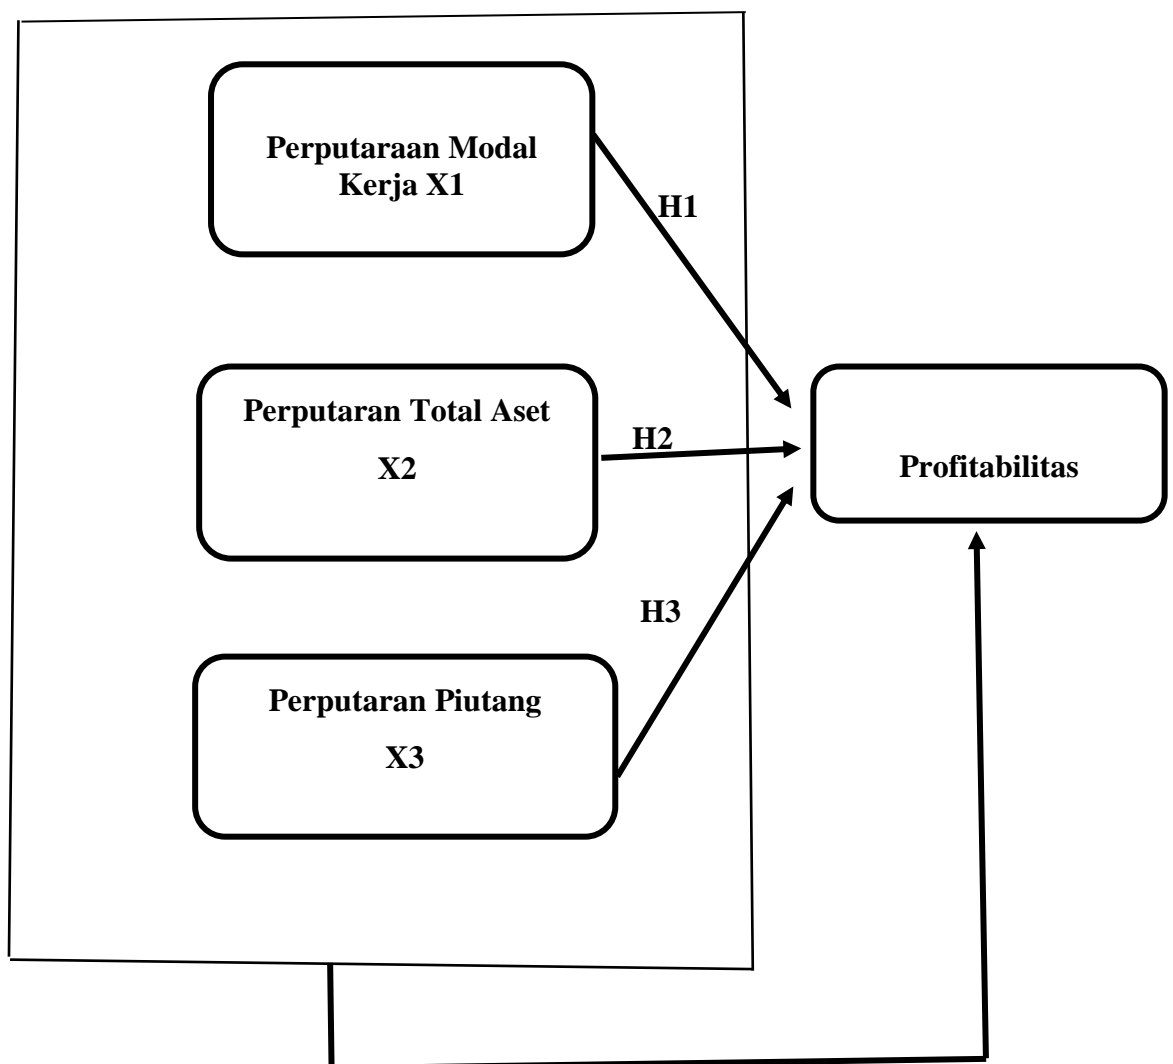 Perputaraan Modal
Kerja X1
H1
Perputaran Total Aset
X2
H2
Profitabilitas
H3
Perputaran Piutang
X3